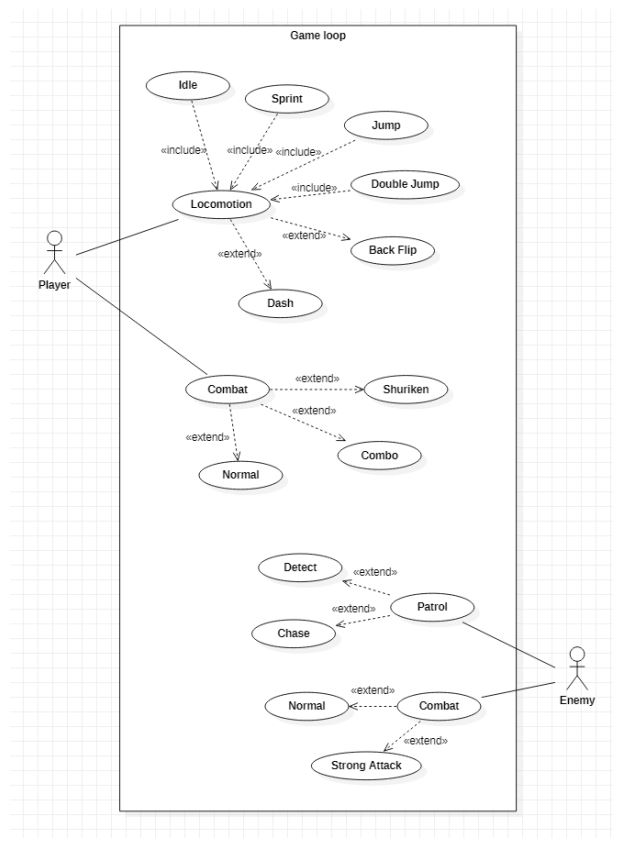 Game loop
Idle
Sprint
Jump
«include»
«include»
«include»
Double Jump
«include»
Locomotion
«extend»
Back Flip
«extend»
Player
Dash
«extend»
Combat
Shuriken
«extend»
«extend»
Combo
Normal
Detect
«extend»
Patrol
«extend»
Chase
«extend»
Normal
Combat
Enemy
«extend»
Strong Attack